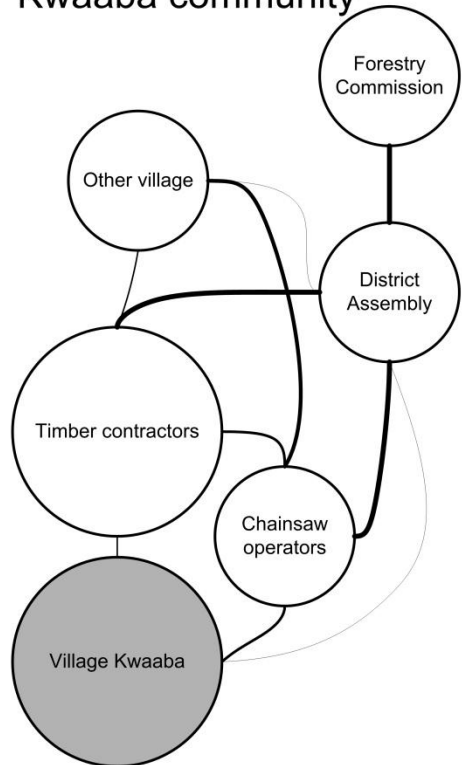 Kwaaba community
Forestry
Commission
Other village
District
Assembly
Timber contractors
Chainsaw
operators
Village Kwaaba